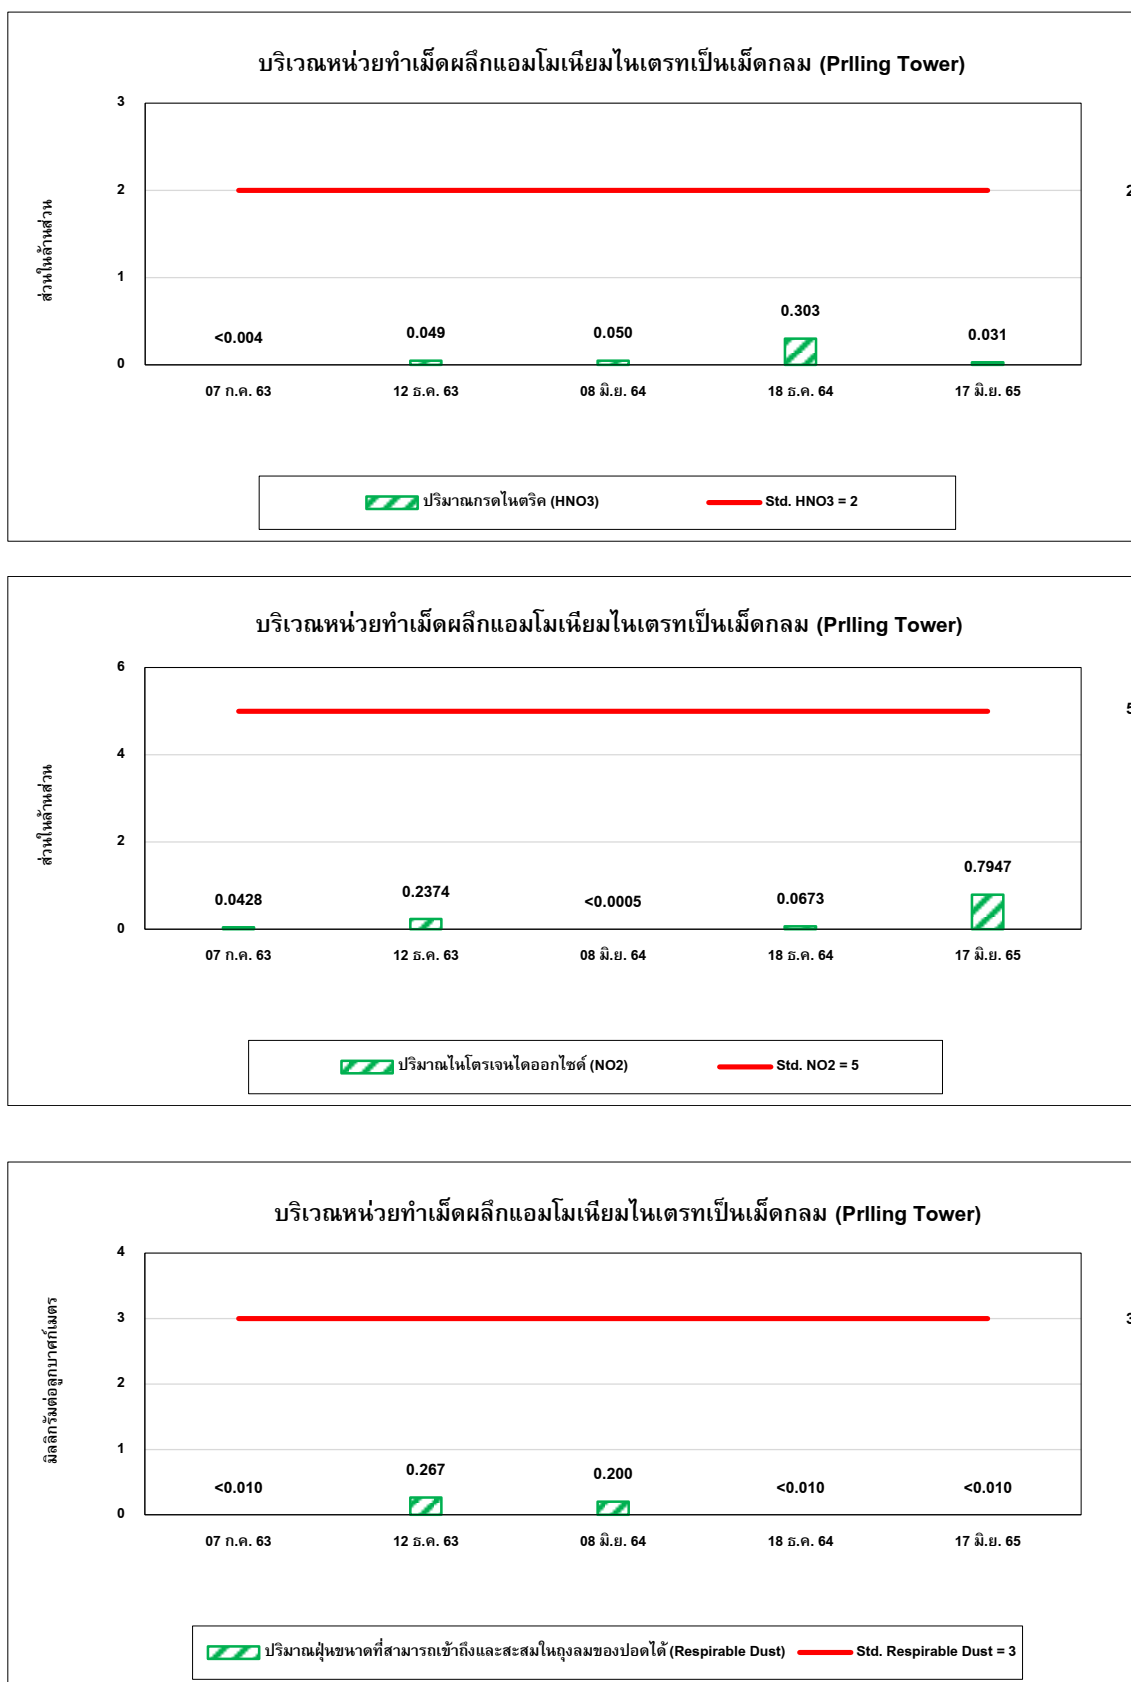 บริเวณหน่วยทำเม็ดผลึกแอมโมเนียมไนเตรทเป็นเม็ดกลม (Prlling Tower)
3
2
1
0
2
ส่วนในล้านส่วน
<0.004
0.049
0.050
0.303
0.031
07 ก.ค. 63
12 ธ.ค. 63
08 มิ.ย. 64
18 ธ.ค. 64
17 มิ.ย. 65
ปริมาณกรดไนตริค (HNO3)
Std. HNO3 = 2
บริเวณหน่วยทำเม็ดผลึกแอมโมเนียมไนเตรทเป็นเม็ดกลม (Prlling Tower)
6
4
2
0
5
ส่วนในล้านส่วน
0.0428
0.2374
<0.0005
0.0673
0.7947
07 ก.ค. 63
12 ธ.ค. 63
08 มิ.ย. 64
18 ธ.ค. 64
17 มิ.ย. 65
ปริมาณไนโตรเจนไดออกไซด์ (NO2)
Std. NO2 = 5
บริเวณหน่วยทำเม็ดผลึกแอมโมเนียมไนเตรทเป็นเม็ดกลม (Prlling Tower)
4
3
2
1
0
3
มิลลิกรัมต่อลูกบาศก์เมตร
<0.010
0.267
0.200
<0.010
<0.010
07 ก.ค. 63
12 ธ.ค. 63
08 มิ.ย. 64
18 ธ.ค. 64
17 มิ.ย. 65
ปริมาณฝุ่นขนาดที่สามารถเข้าถึงและสะสมในถุงลมของปอดได้ (Respirable Dust)
Std. Respirable Dust = 3